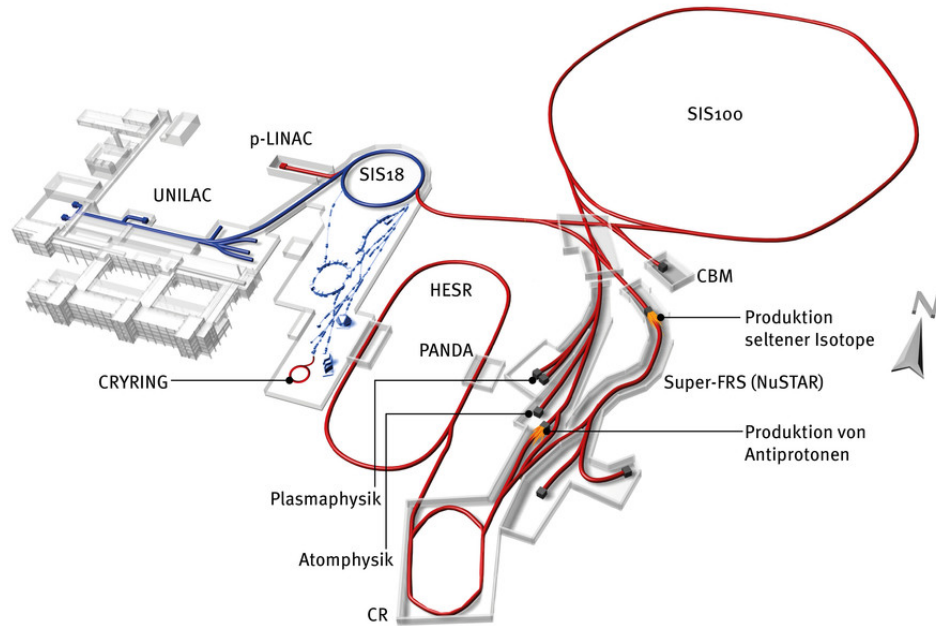 SIS100
p-LINAC
SIS18
UNILAC
CBM
HESR
N
Produktion
seltener Isotope
PANDA
CRYRING
Super-FRS (NuSTAR)
Produktion von
Antiprotonen
Plasmaphysik
Atomphysik
CR